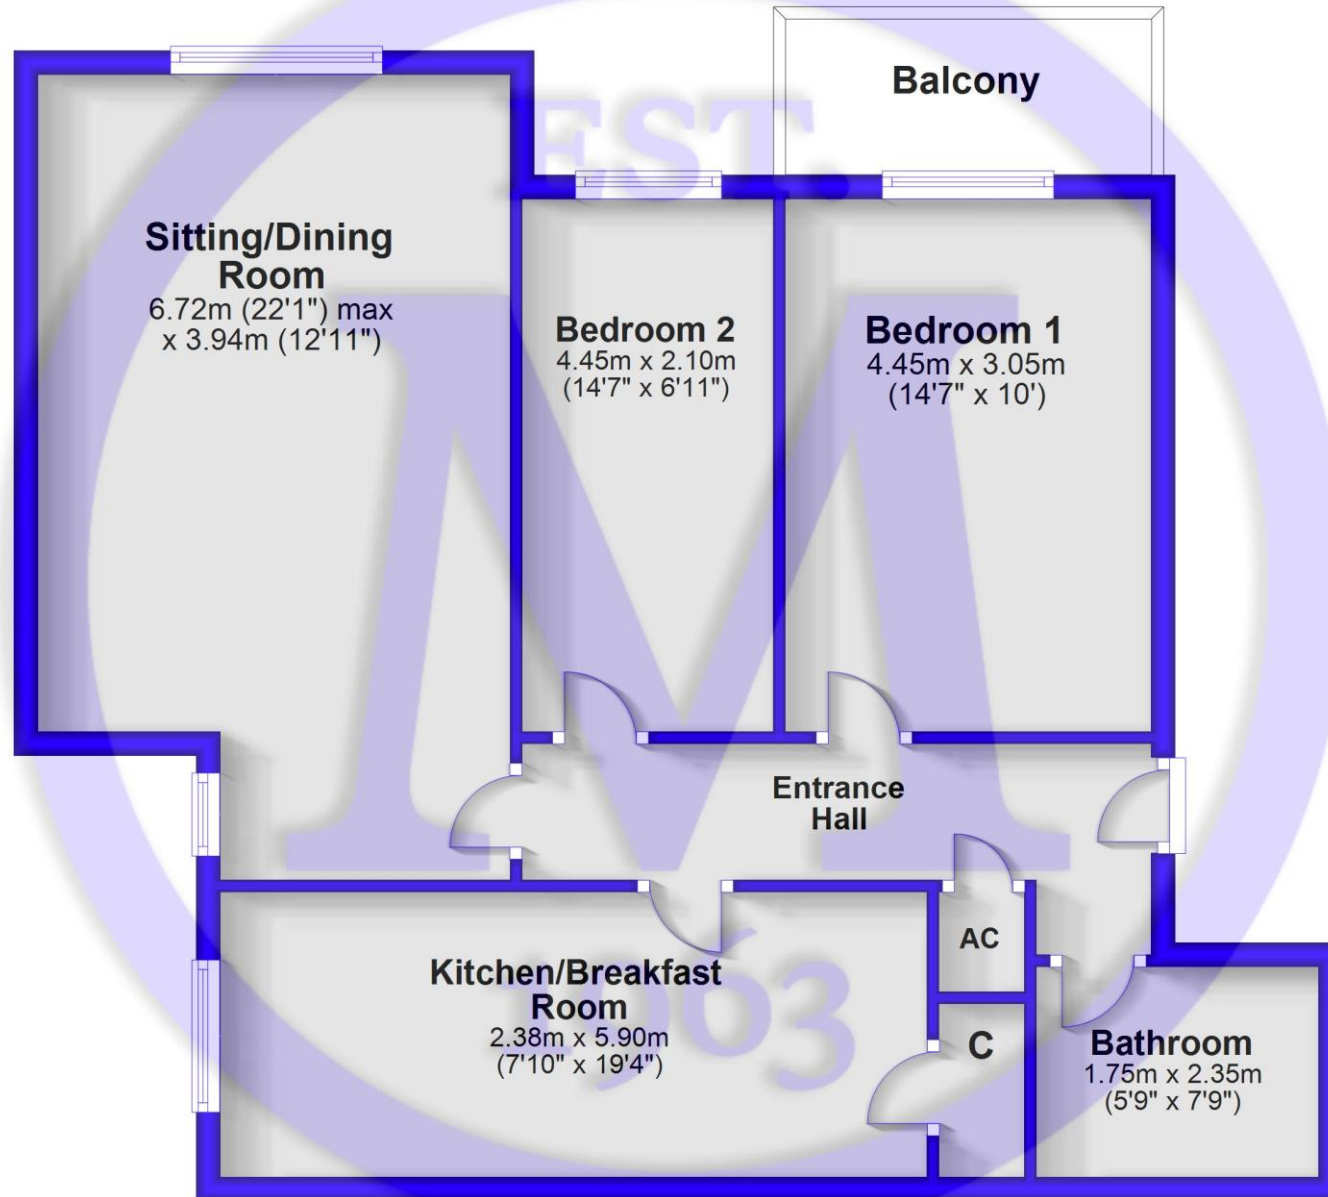 Balcony
Sitting/Dining
Room
6.72m (22'1") max
x 3.94m (12'11")
Bedroom 2
4.45m x 2.10m
(14'7" x 6'11")
Bedroom 1
4.45m x 3.05m
(14'7" x 10')
Entrance
Hall
AC
Kitchen/Breakfast
Room
2.38m x 5.90m
(7'10" x 19'4")
C
Bathroom
1.75m x 2.35m
(5'9" x 7'9")
EST.
M
1963